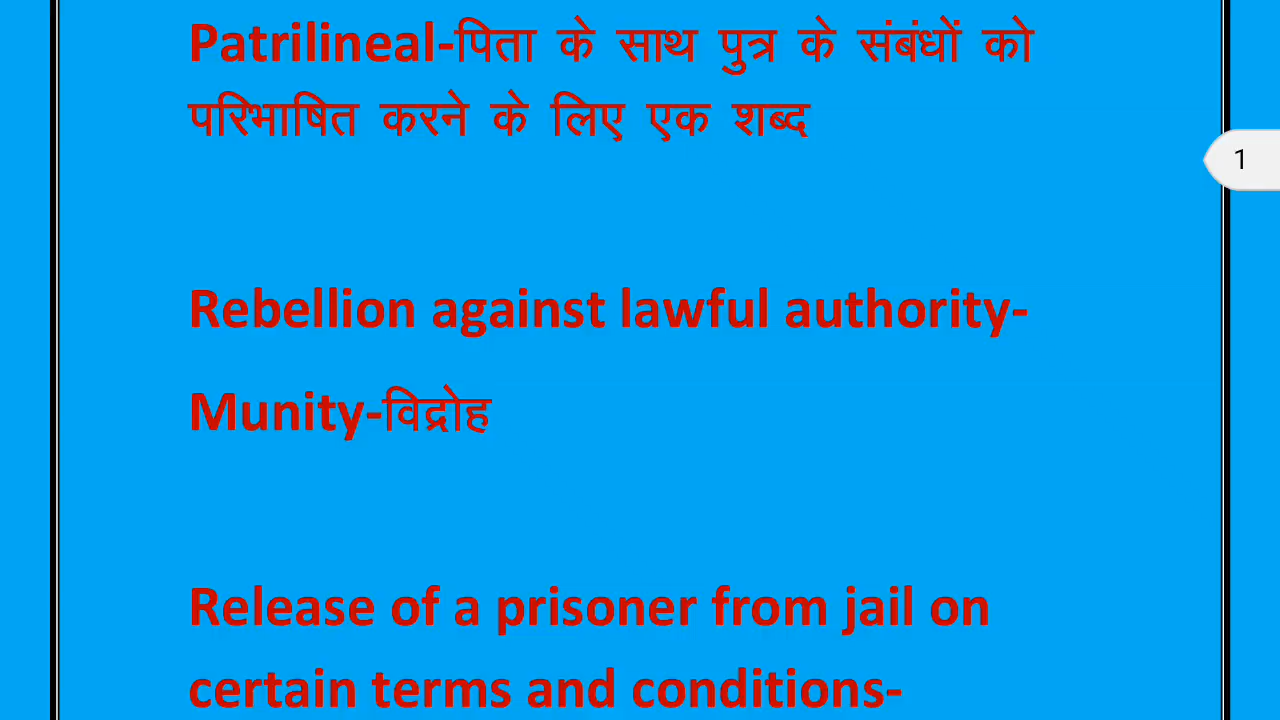 Patrilineal-पिता के साथ पुत्र के संबंधों को
परिभाषित करने के लिए एक शब्द
1
Rebellion against lawful authority-
Munity-विद्रोह
Release of a prisoner from jail on
certain terms and conditions-